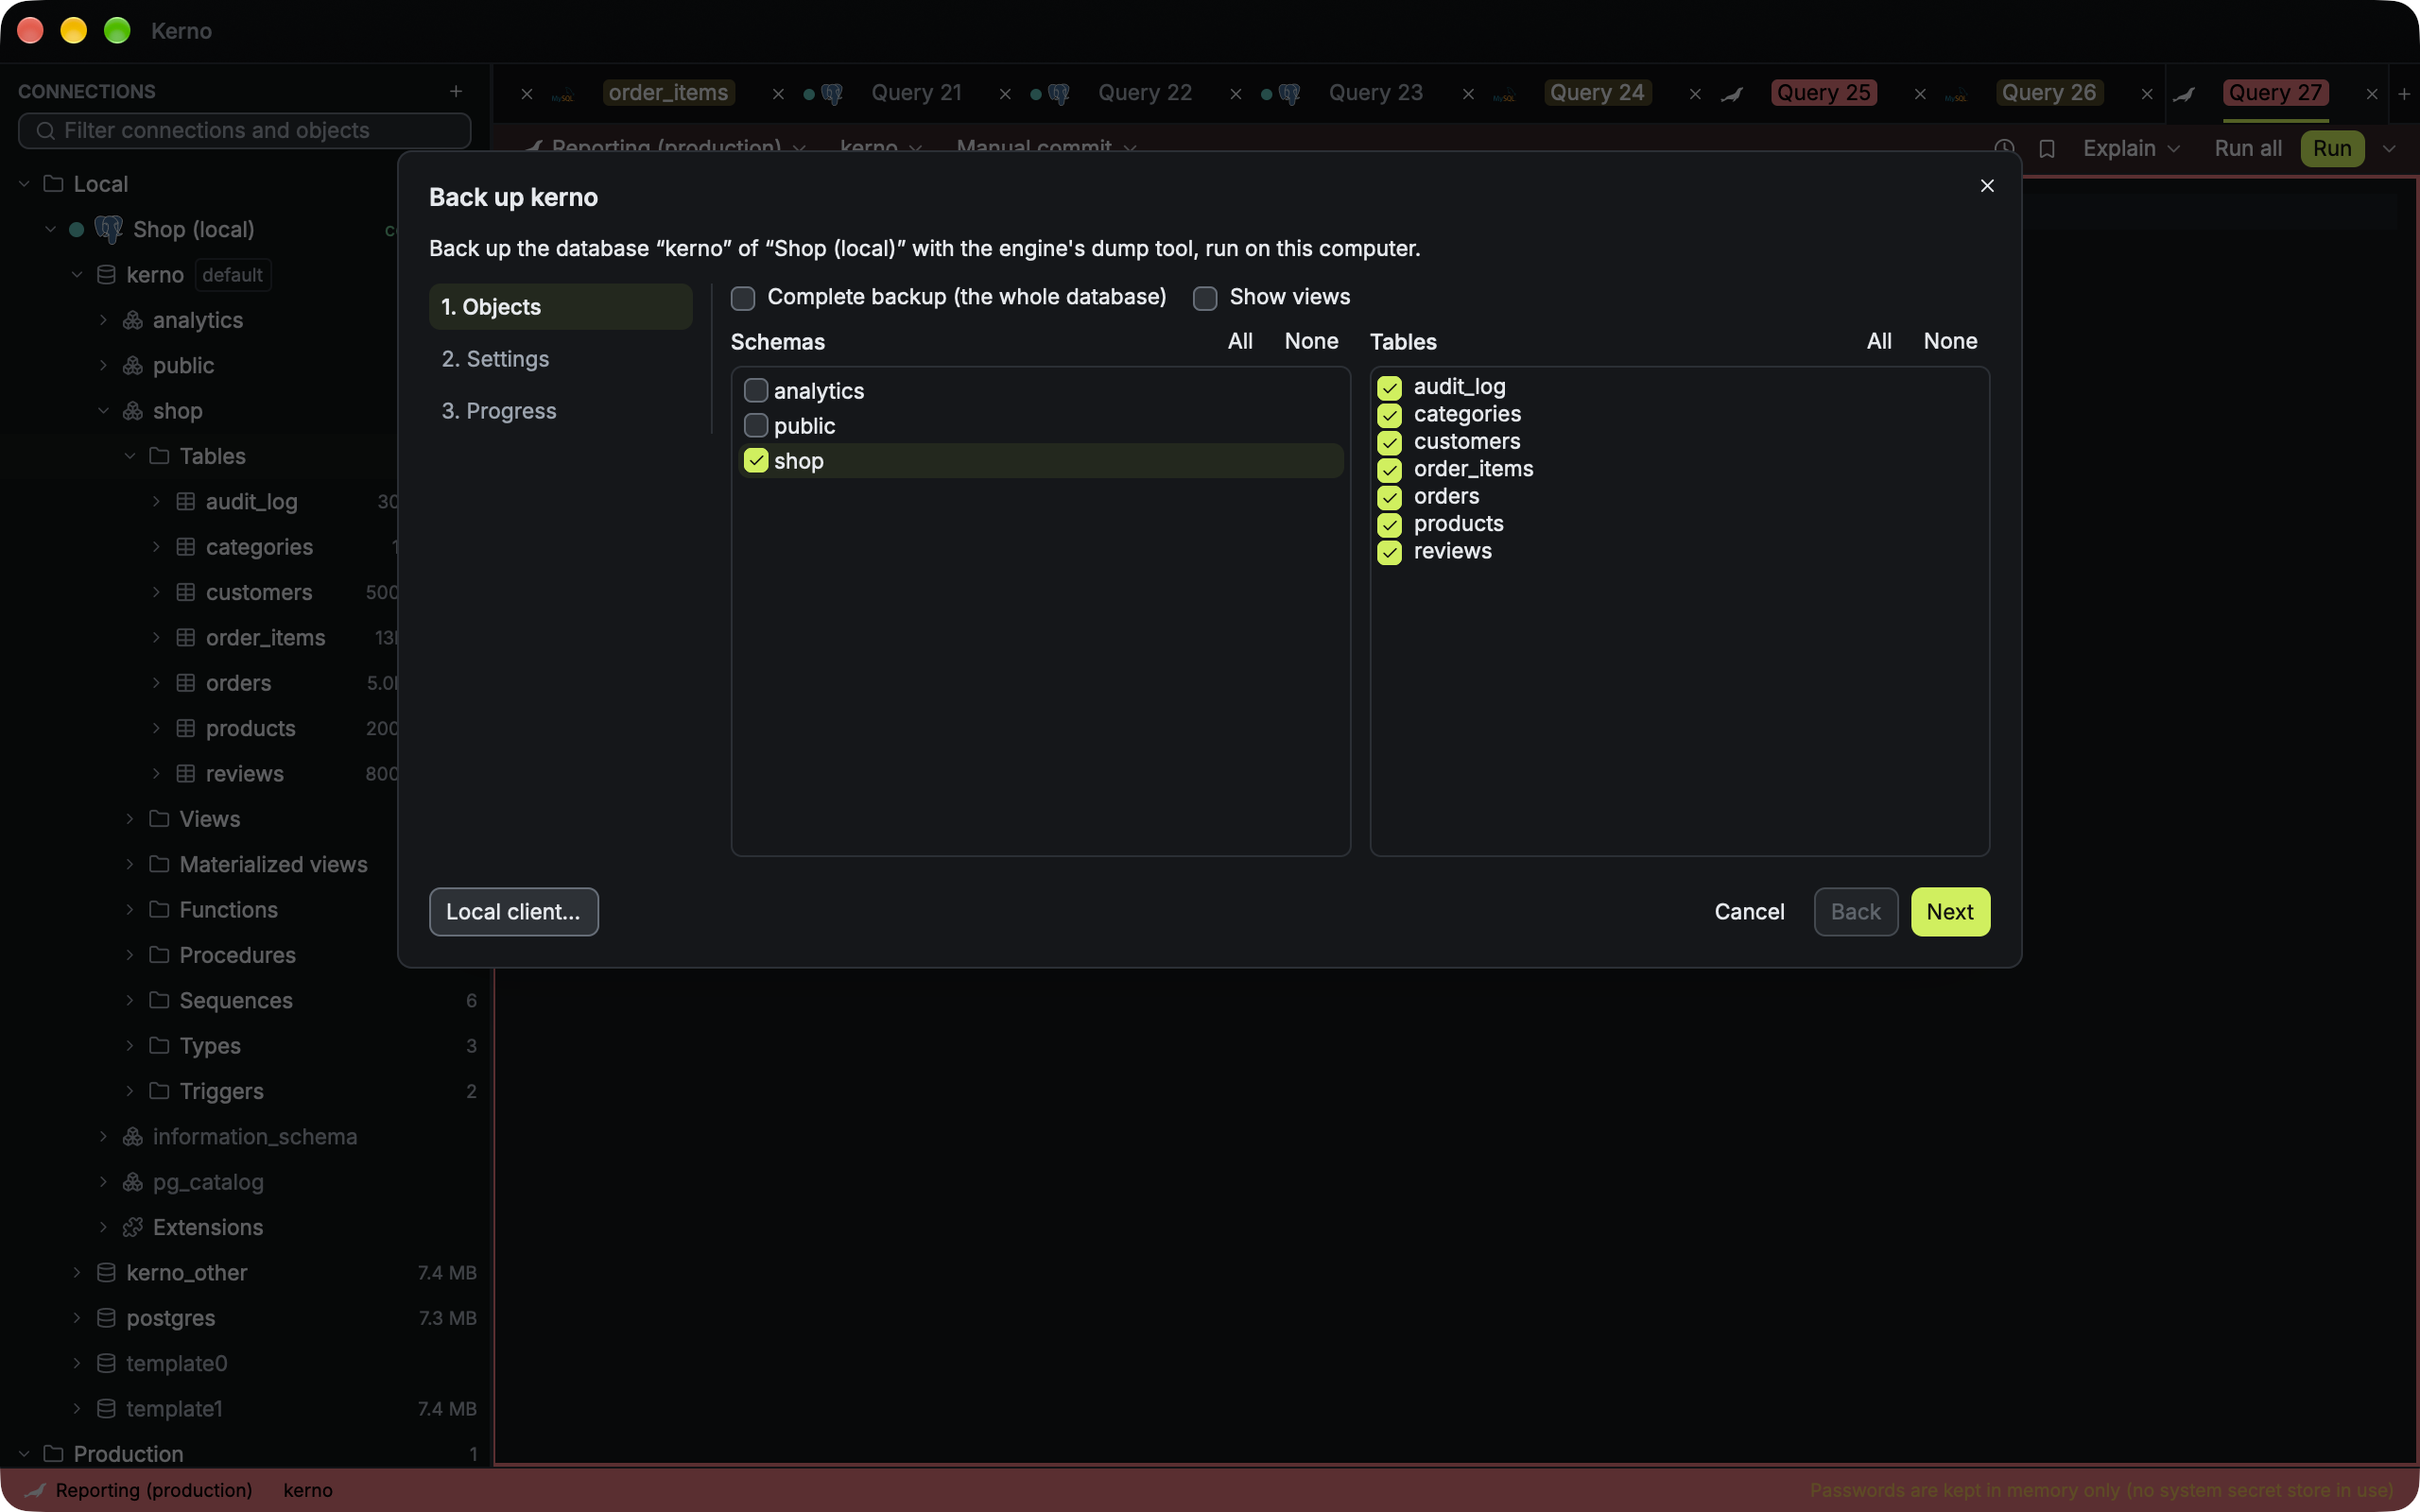 Kerno
CONNECTIONS
Filter connections and objects
order_items
Query 21
Query 22
Query 23
Query 24
Query 25
Query 26
Query 27
Reporting (production)
kerno
Manual commit
Explain
Run all
Run
Local
Shop (local)
kerno default
analytics
public
shop
Tables
audit_log
categories
customers
order_items
orders
products
reviews
Views
Materialized views
Functions
Procedures
Sequences 6
Types 3
Triggers 2
information_schema
pg_catalog
Extensions
kerno_other 7.4 MB
postgres 7.3 MB
template0
template1 7.4 MB
Production 1
Back up kerno
Back up the database “kerno” of “Shop (local)” with the engine's dump tool, run on this computer.
1. Objects
2. Settings
3. Progress
Complete backup (the whole database)
Show views
Schemas All None
analytics
public
shop
Tables All None
audit_log
categories
customers
order_items
orders
products
reviews
Local client...
Cancel
Back
Next
Reporting (production) kerno
Passwords are kept in memory only (no system secret store in use)